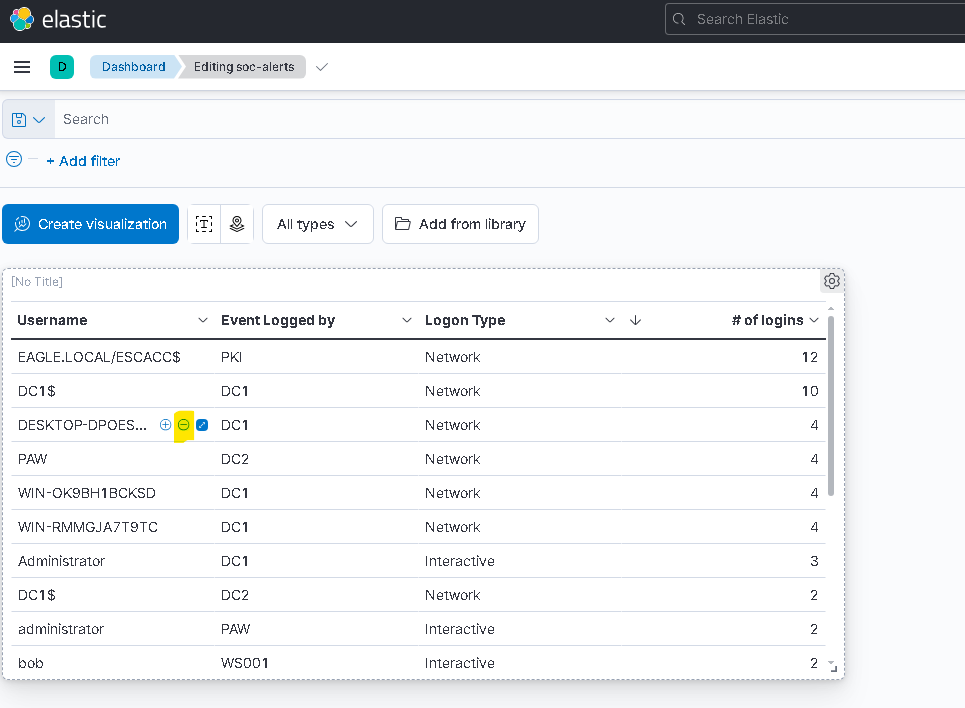 elastic
Search Elastic
D
Dashboard
Editing soc-alerts
Search
+ Add filter
Create visualization
All types
Add from library
[No Title]
Username Event Logged by Logon Type # of logins
EAGLE.LOCAL/ESCACC$ PKI Network 12
DC1$ DC1 Network 10
DESKTOP-DPOES... DC1 Network 4
PAW DC2 Network 4
WIN-OK9BH1BCKSD DC1 Network 4
WIN-RMMGJA7T9TC DC1 Network 4
Administrator DC1 Interactive 3
DC1$ DC2 Network 2
administrator PAW Interactive 2
bob WS001 Interactive 2